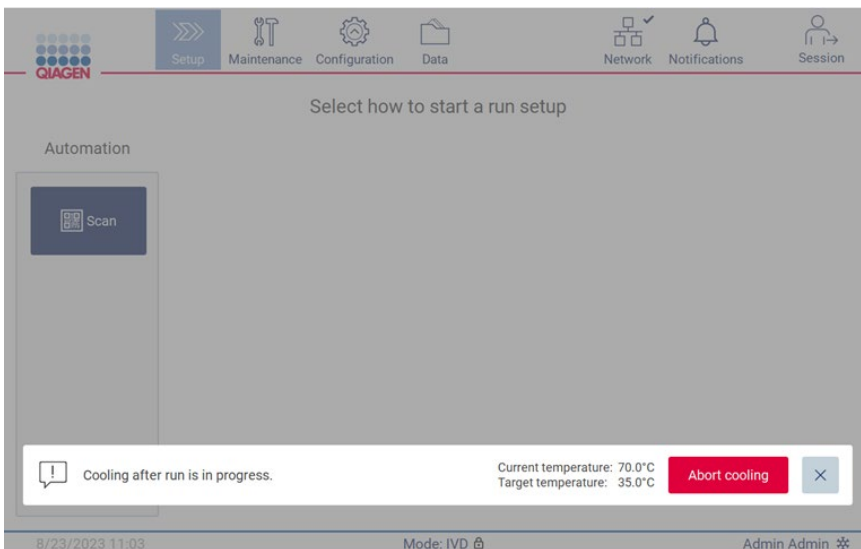 QIAGEN
Setup
Maintenance
Configuration
Data
Network
Notifications
Session
Select how to start a run setup
Automation
Scan
Cooling after run is in progress.
Current temperature: 70.0°C
Target temperature: 35.0°C
Abort cooling
8/23/2023 11:03
Mode: IVD
Admin Admin